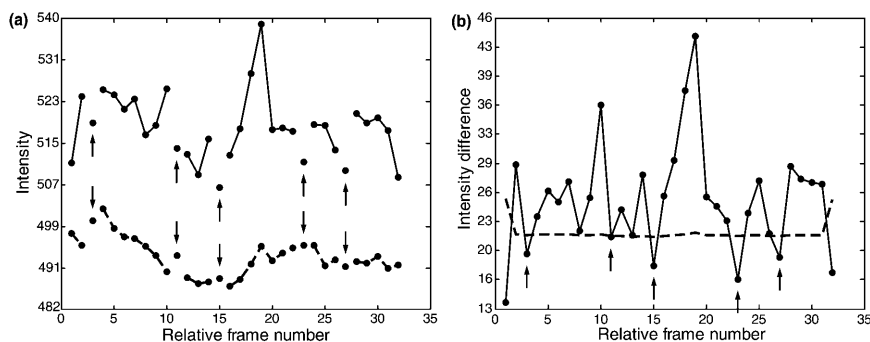 (a)
540
531
523
515
507
499
491
482
Intensity
0 5 10 15 20 25 30 35
Relative frame number
(b)
46
43
39
36
33
29
26
23
20
16
13
Intensity difference
0 5 10 15 20 25 30 35
Relative frame number